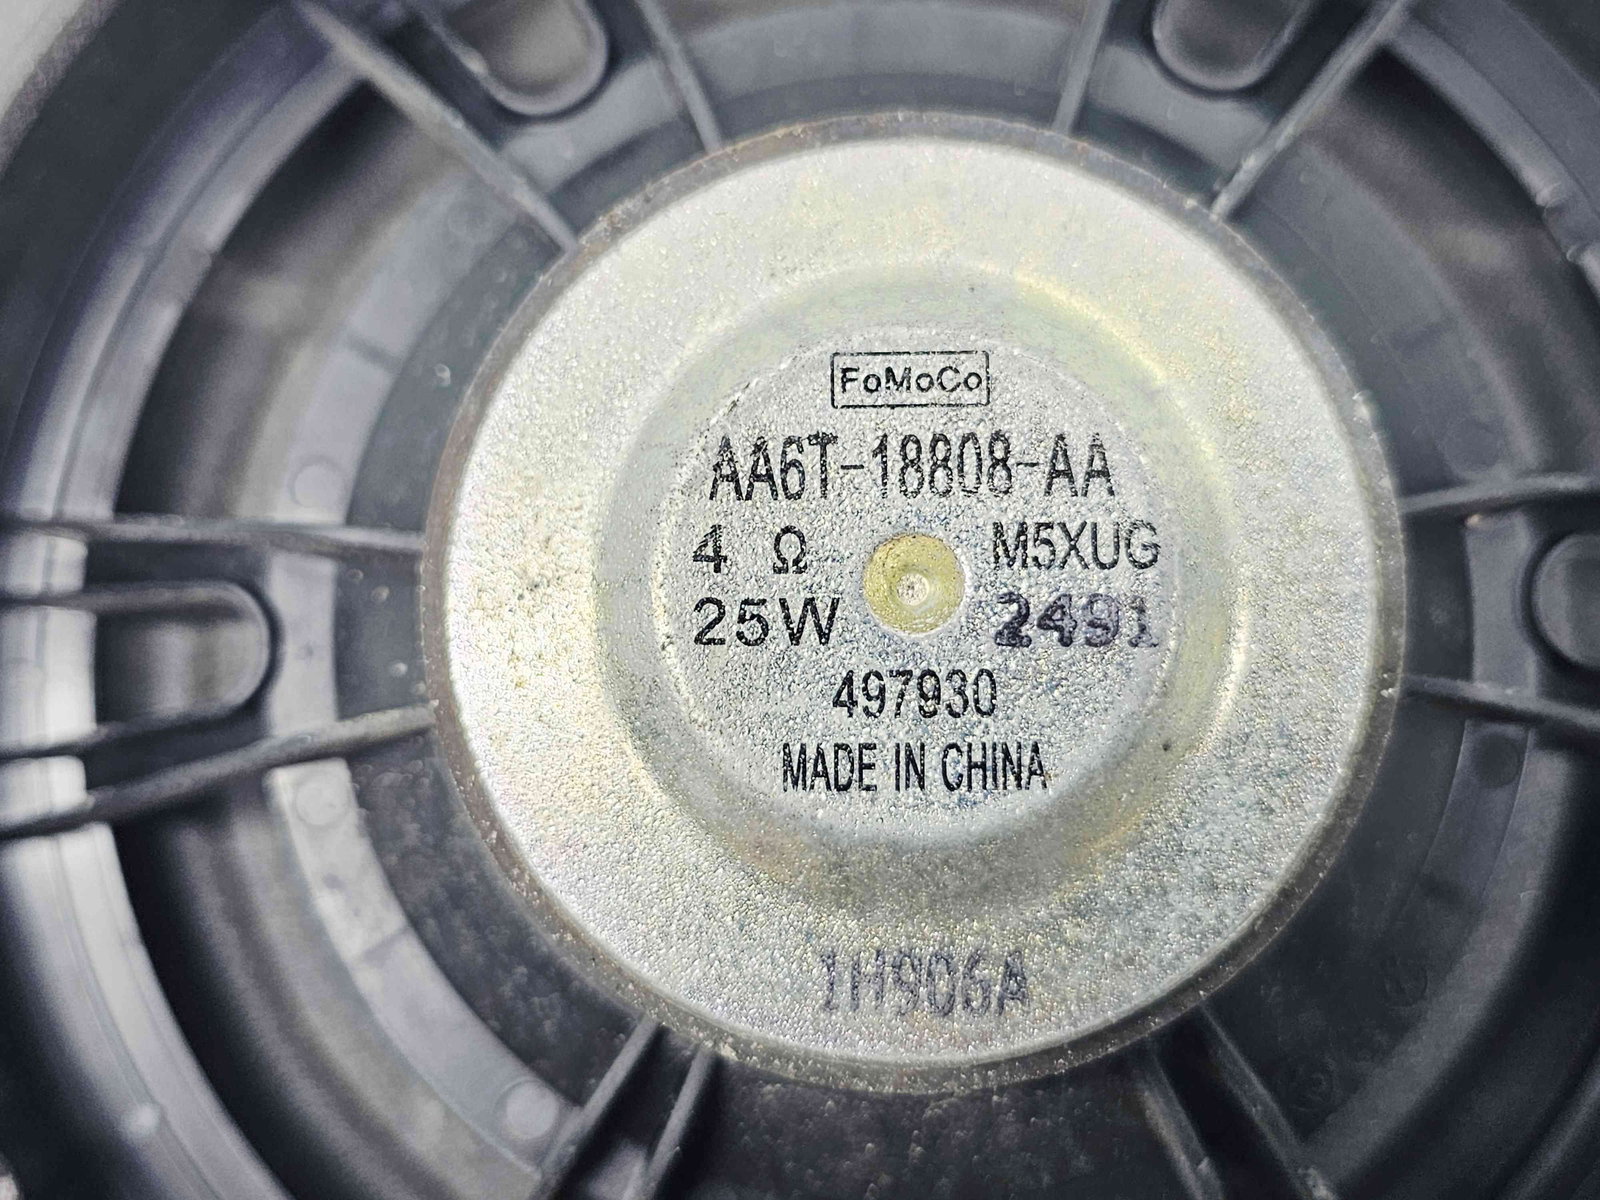 FoMoCo
AA6T-18808-AA
4 Ω M5XUG
25W 2491
497930
MADE IN CHINA
1H906A